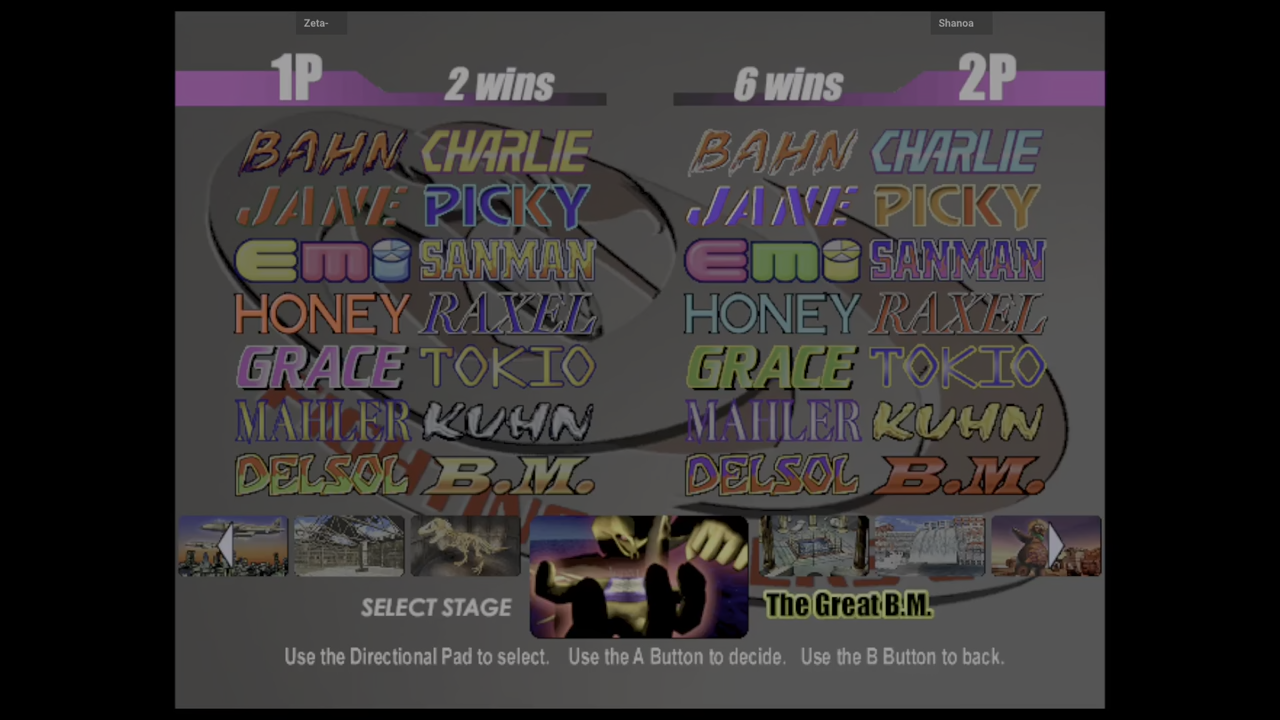 Zeta-
Shanoa
1P 2 wins 6 wins 2P
BAHN CHARLIE BAHN CHARLIE
JANE PICKY JANE PICKY
EMI SANMAN EMI SANMAN
HONEY RAXEL HONEY RAXEL
GRACE TOKIO GRACE TOKIO
MAHLER KUHN MAHLER KUHN
DELSOL B.M. DELSOL B.M.
SELECT STAGE The Great B.M.
Use the Directional Pad to select. Use the A Button to decide. Use the B Button to back.